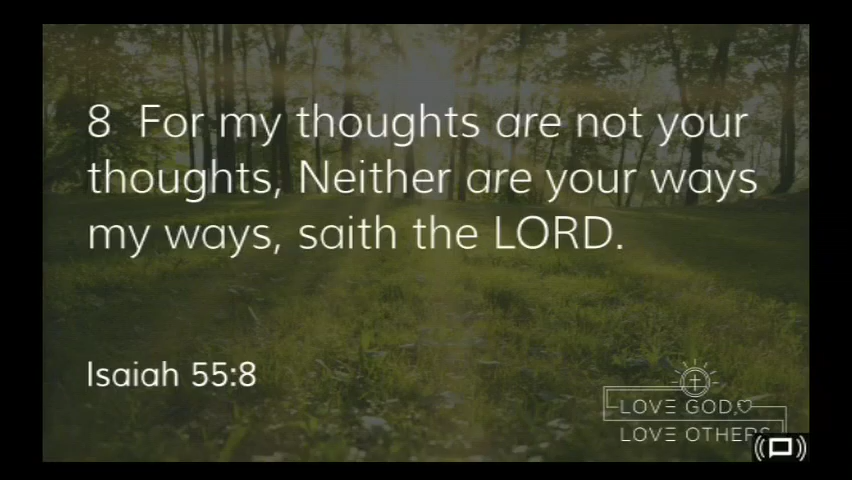 8 For my thoughts are not your
thoughts, Neither are your ways
my ways, saith the LORD.
Isaiah 55:8
LOVE GOD,
LOVE OTHERS